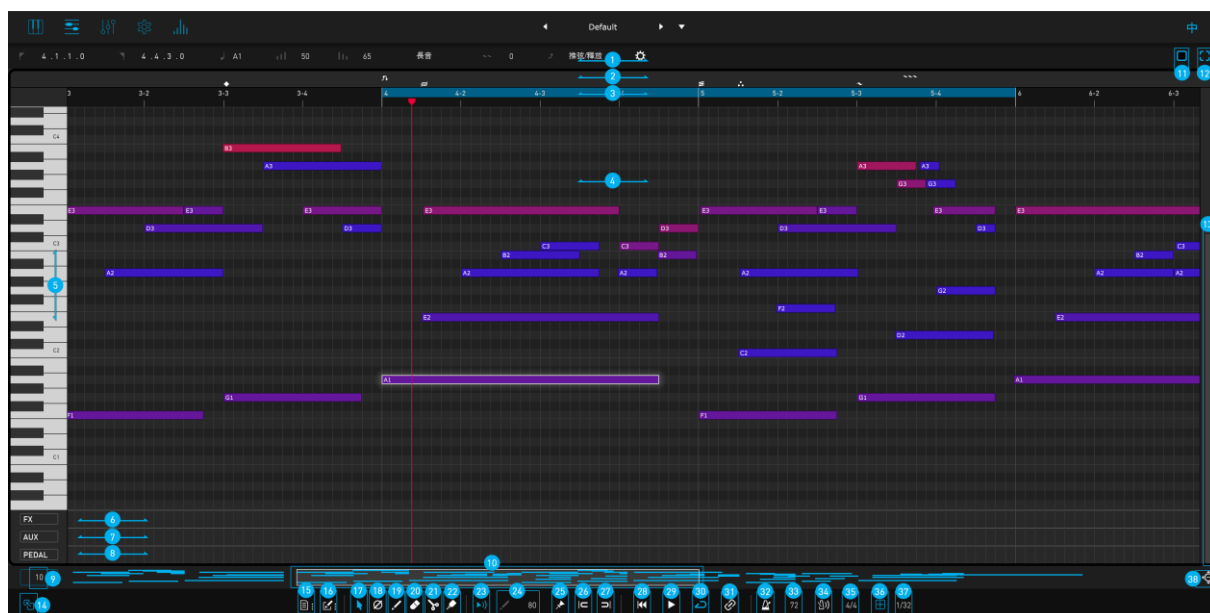 Default
中
4.1.1.0 4.4.3.0 A1 50 65 長音 0 推弦/釋放
1
11 12
2
3 3-2 3-3 3-4 4 4-2 4-3 3 5 5-2 5-3 5-4 6 6-2 6-3
C4
B3
A3 A3 A3
4 G3 G3
E3 E3 E3 E3 E3 E3 E3 E3
D3 D3 D3 D3 D3
C3 C3 C3 C3
B2 B2 B2
A2 A2 A2 A2 A2 A2
5 G2
F2
E2 E2
D2
C2 C2
A1 A1
G1 G1
F1 F1
C1
FX 6
AUX 7
PEDAL 8
10
10 9 38
14 15 16 17 18 19 20 21 22 23 24 80 25 26 27 28 29 30 31 32 33 72 34 35 4/4 36 37 1/32